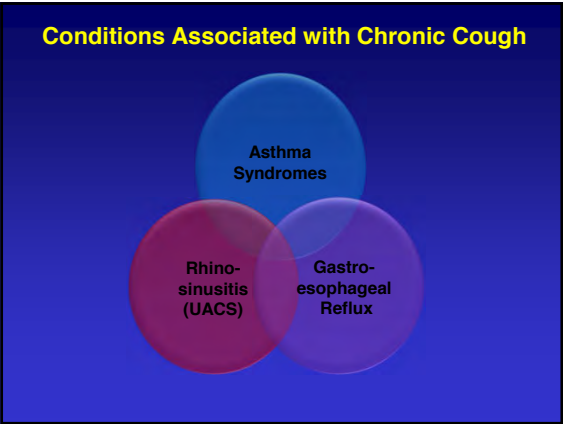 Conditions Associated with Chronic Cough
Asthma
Syndromes
Rhino-
sinusitis
(UACS)
Gastro-
esophageal
Reflux